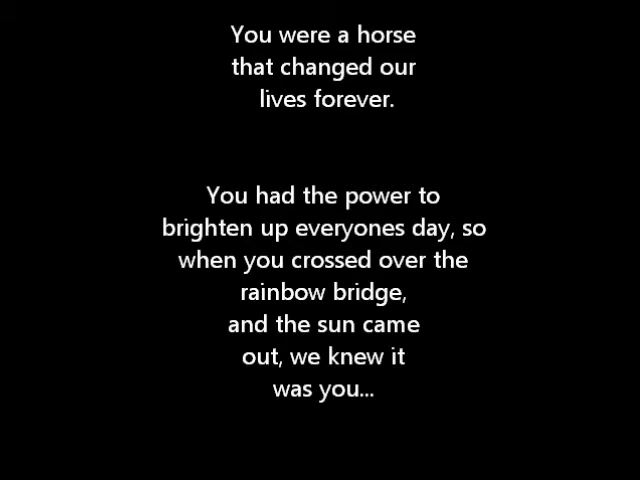 You were a horse
that changed our
lives forever.
You had the power to
brighten up everyones day, so
when you crossed over the
rainbow bridge,
and the sun came
out, we knew it
was you...